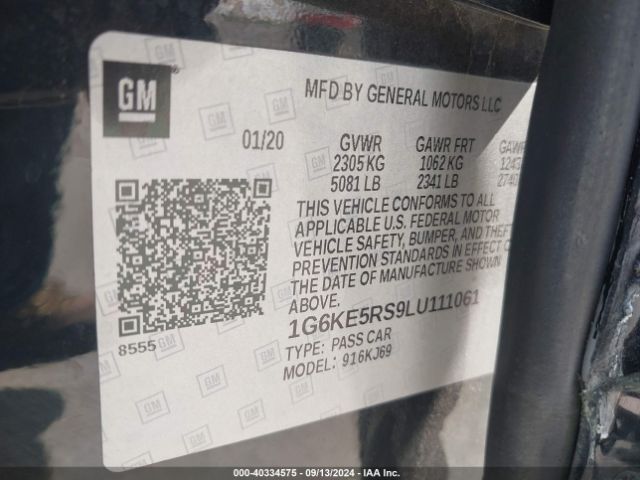 GM
MFD BY GENERAL MOTORS LLC
01/20 GVWR GAWR FRT GAWR
2305 KG 1062 KG
5081 LB 2341 LB
THIS VEHICLE CONFORMS TO ALL
APPLICABLE U.S. FEDERAL MOTOR
VEHICLE SAFETY, BUMPER, AND THEFT
PREVENTION STANDARDS IN EFFECT
THE DATE OF MANUFACTURE SHOWN
ABOVE.
1G6KE5RS9LU111061
8555
TYPE: PASS CAR
MODEL: 916KJ69
000-40334575 - 09/13/2024 - IAA Inc.